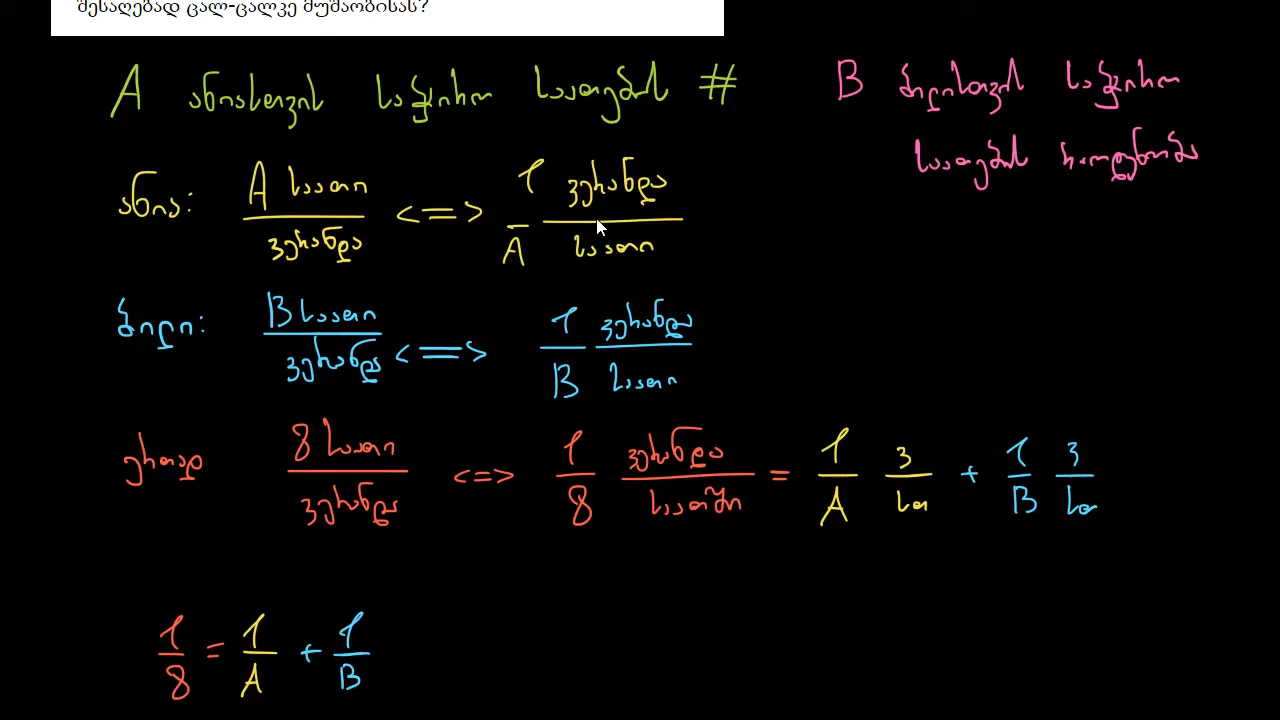 შესაღებად ცალ-ცალკე მუშაობისას?
A ანისთვის საჭირო საათების #
B ბილისთვის საჭირო
საათების რაოდენობა
ანია: A საათი / ვერანდა <=> 1 / A ვერანდა / საათი
ბილი: B საათი / ვერანდა <=> 1 / B ვერანდა / საათი
ერთად 8 საათი / ვერანდა <=> 1 / 8 ვერანდა / საათში = 1 / A ვ / სთ + 1 / B ვ / სთ
1 / 8 = 1 / A + 1 / B